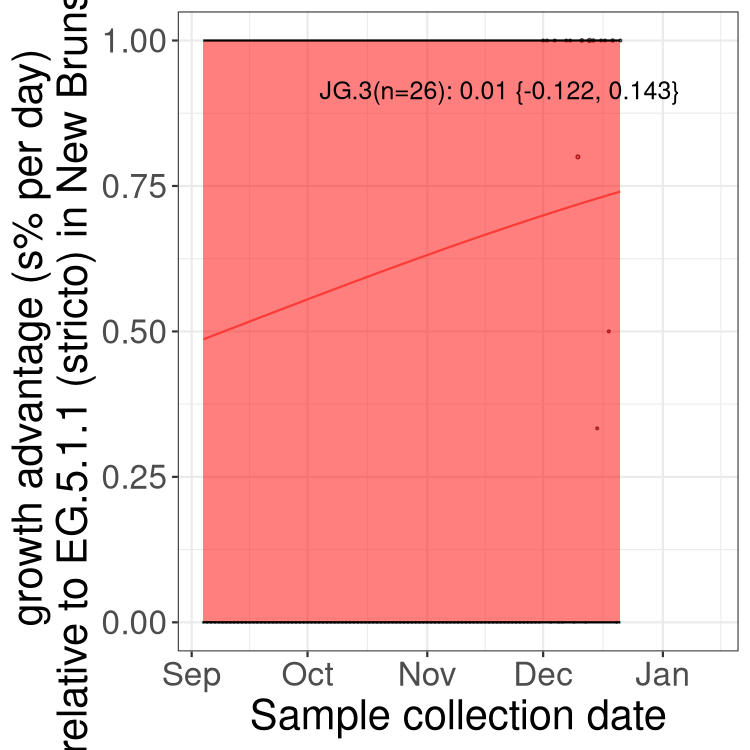 growth advantage (s% per day)
relative to EG.5.1.1 (stricto) in New Bruns
1.00
0.75
0.50
0.25
0.00
JG.3(n=26): 0.01 {-0.122, 0.143}
Sep Oct Nov Dec Jan
Sample collection date